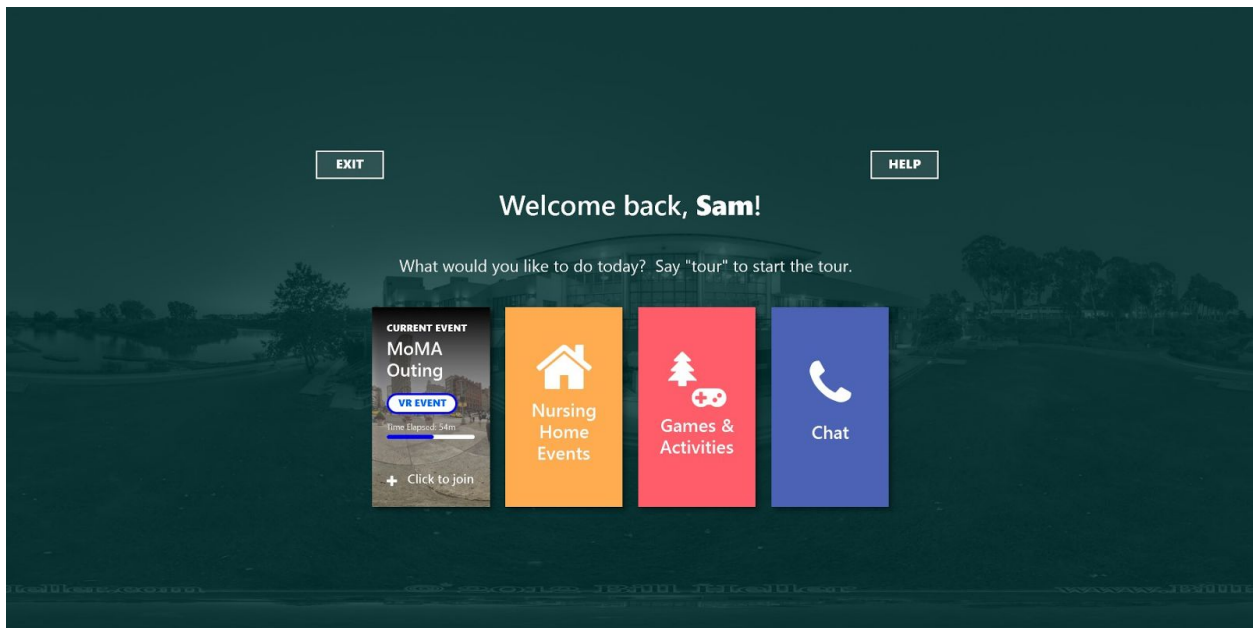 EXIT
HELP
Welcome back, Sam!
What would you like to do today? Say "tour" to start the tour.
CURRENT EVENT
MoMA
Outing
VR EVENT
Time Elapsed: 54m
Click to join
Nursing
Home
Events
Games &
Activities
Chat